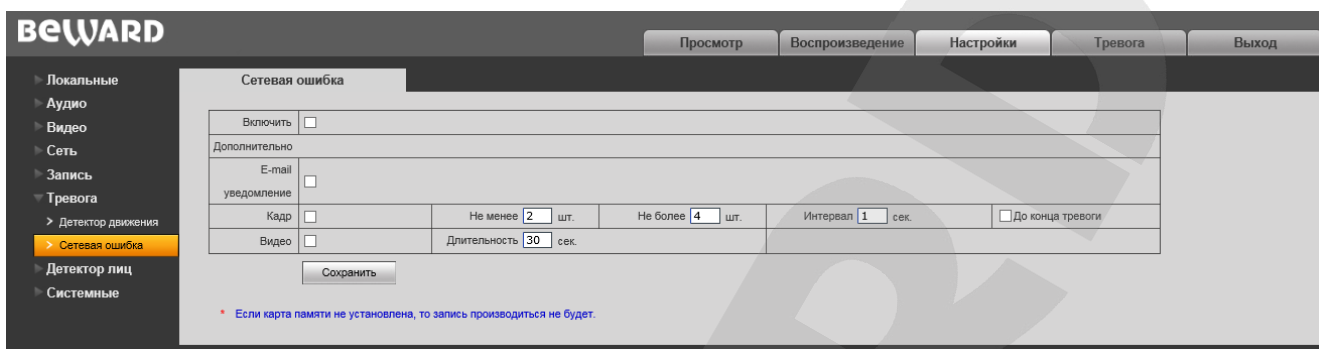 BEWARD
Просмотр Воспроизведение Настройки Тревога Выход
Локальные
Аудио
Видео
Сеть
Запись
Тревога
> Детектор движения
> Сетевая ошибка
Детектор лиц
Системные
Сетевая ошибка
Включить
Дополнительно
E-mail
уведомление
Кадр Не менее 2 шт. Не более 4 шт. Интервал 1 сек. До конца тревоги
Видео Длительность 30 сек.
Сохранить
* Если карта памяти не установлена, то запись производиться не будет.